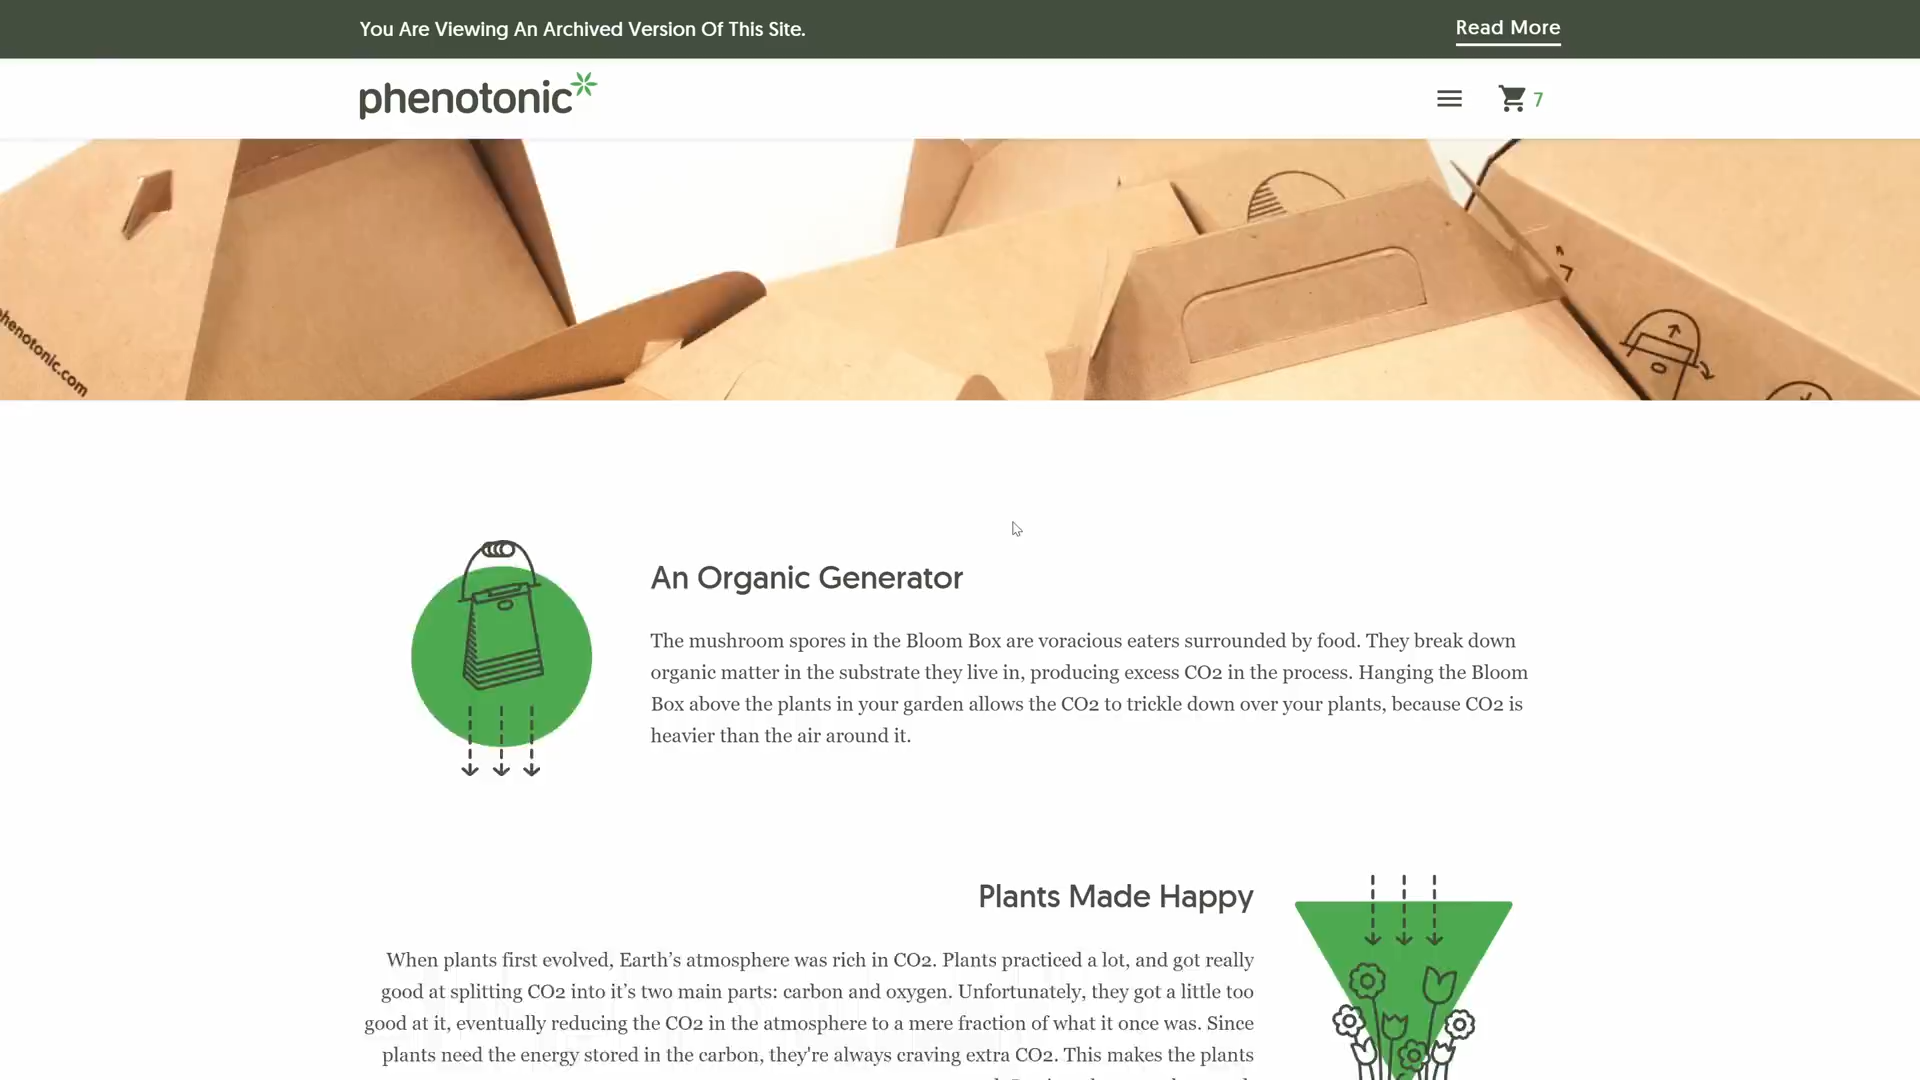 You Are Viewing An Archived Version Of This Site.
Read More
phenotonic
7
phenotonic.com
An Organic Generator
The mushroom spores in the Bloom Box are voracious eaters surrounded by food. They break down
organic matter in the substrate they live in, producing excess CO2 in the process. Hanging the Bloom
Box above the plants in your garden allows the CO2 to trickle down over your plants, because CO2 is
heavier than the air around it.
Plants Made Happy
When plants first evolved, Earth’s atmosphere was rich in CO2. Plants practiced a lot, and got really
good at splitting CO2 into it’s two main parts: carbon and oxygen. Unfortunately, they got a little too
good at it, eventually reducing the CO2 in the atmosphere to a mere fraction of what it once was. Since
plants need the energy stored in the carbon, they're always craving extra CO2. This makes the plants